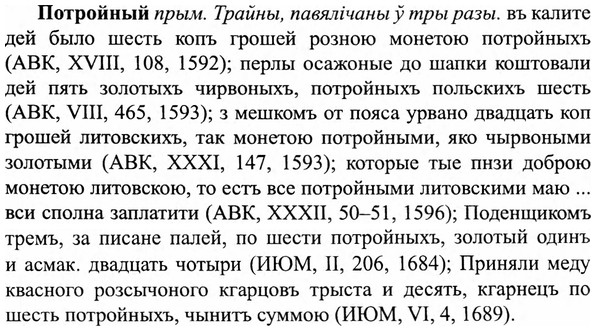 Потройный прым. Трайны, павялічаны ў тры разы. въ калите
дей было шесть копъ грошей розною монетою потройныхъ
(АВК, XVIII, 108, 1592); перлы осажоные до шапки коштовали
дей пять золотыхъ чирвоныхъ, потройныхъ польскихъ шесть
(АВК, VIII, 465, 1593); з мешкомъ от пояса урвано двадцать коп
грошей литовскихъ, так монетою потройными, яко чырвоными
золотыми (АВК, XXXI, 147, 1593); которые тые пнзи доброю
монетою литовскою, то естъ все потройными литовскими маю ...
вси сполна заплатити (АВК, XXXII, 50–51, 1596); Поденщикомъ
тремъ, за писане палей, по шести потройныхъ, золотый одинъ
и асмак. двадцать чотыри (ИЮМ, II, 206, 1684); Приняли меду
квасного розсычоного кгарцовъ трыста и десять, кгарнецъ по
шесть потройныхъ, чынитъ суммою (ИЮМ, VI, 4, 1689).